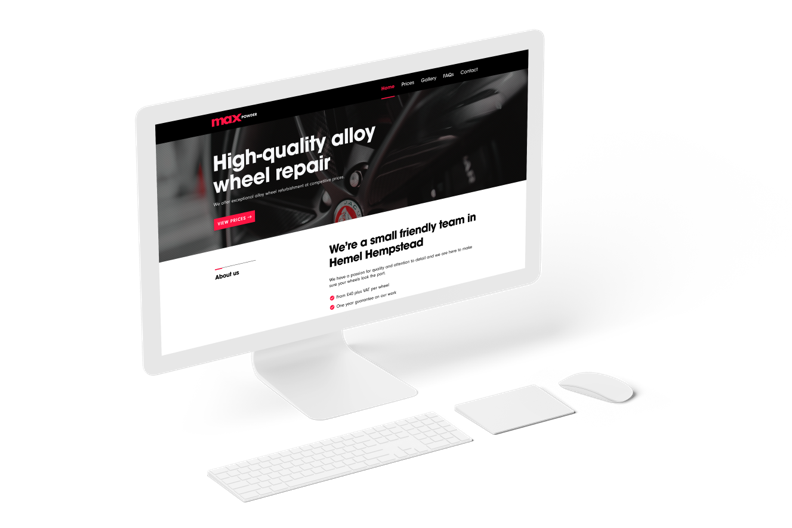 max POWDER
Home Prices Gallery FAQs Contact
High-quality alloy
wheel repair
We offer exceptional alloy wheel refurbishment at competitive prices
VIEW PRICES →
About us
We're a small friendly team in
Hemel Hempstead
We have a passion for quality and attention to detail and we are here to make
sure your wheels look the part
From £40 plus VAT per wheel
One year guarantee on our work